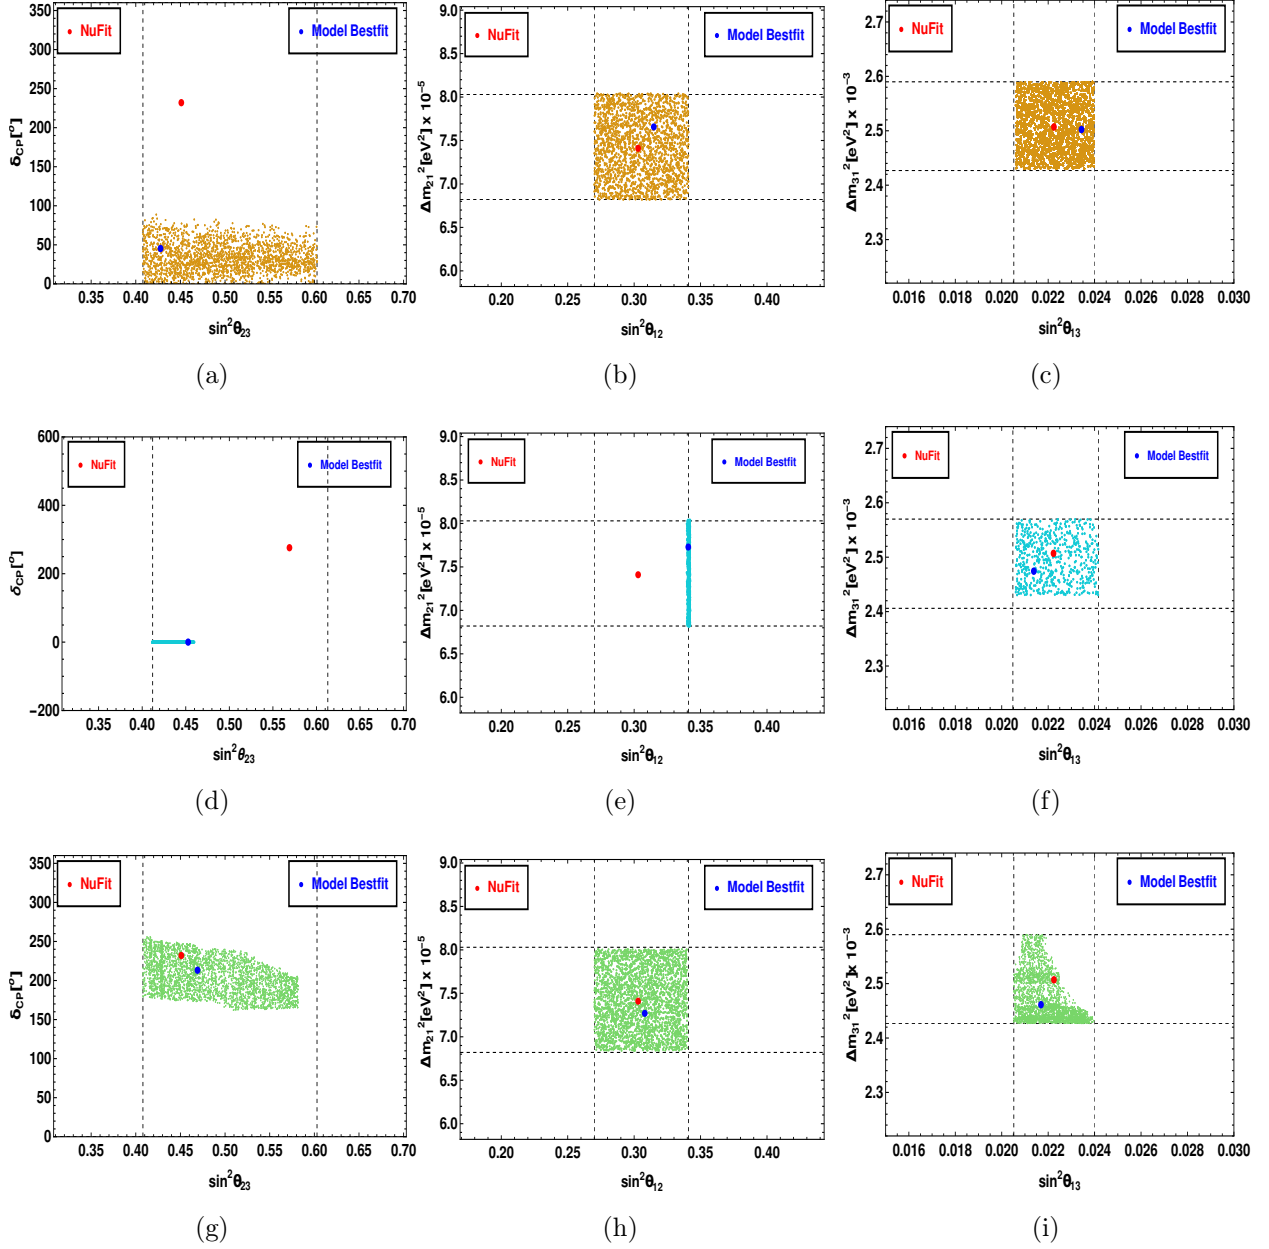 NuFit
Model Bestfit
δCP[°]
360
300
250
200
150
100
50
0
0.35 0.40 0.45 0.50 0.55 0.60 0.65 0.70
sin²θ23
(a)
NuFit
Model Bestfit
Δm21²[eV²] x 10⁻⁵
9.0
8.5
8.0
7.5
7.0
6.5
6.0
0.20 0.25 0.30 0.35 0.40
sin²θ12
(b)
NuFit
Model Bestfit
Δm31²[eV²] x 10⁻³
2.7
2.6
2.5
2.4
2.3
0.016 0.018 0.020 0.022 0.024 0.026 0.028 0.030
sin²θ13
(c)
NuFit
Model Bestfit
δCP[°]
600
400
200
0
−200
0.35 0.40 0.45 0.50 0.55 0.60 0.65 0.70
sin²θ23
(d)
NuFit
Model Bestfit
Δm21²[eV²] x 10⁻⁵
9.0
8.5
8.0
7.5
7.0
6.5
6.0
0.20 0.25 0.30 0.35 0.40
sin²θ12
(e)
NuFit
Model Bestfit
Δm31²[eV²] x 10⁻³
2.7
2.6
2.5
2.4
2.3
0.016 0.018 0.020 0.022 0.024 0.026 0.028 0.030
sin²θ13
(f)
NuFit
Model Bestfit
δCP[°]
350
300
250
200
150
100
50
0
0.35 0.40 0.45 0.50 0.55 0.60 0.65 0.70
sin²θ23
(g)
NuFit
Model Bestfit
Δm21²[eV²] x 10⁻⁵
9.0
8.5
8.0
7.5
7.0
6.5
6.0
0.20 0.25 0.30 0.35 0.40
sin²θ12
(h)
NuFit
Model Bestfit
Δm31²[eV²] x 10⁻³
2.7
2.6
2.5
2.4
2.3
0.016 0.018 0.020 0.022 0.024 0.026 0.028 0.030
sin²θ13
(i)